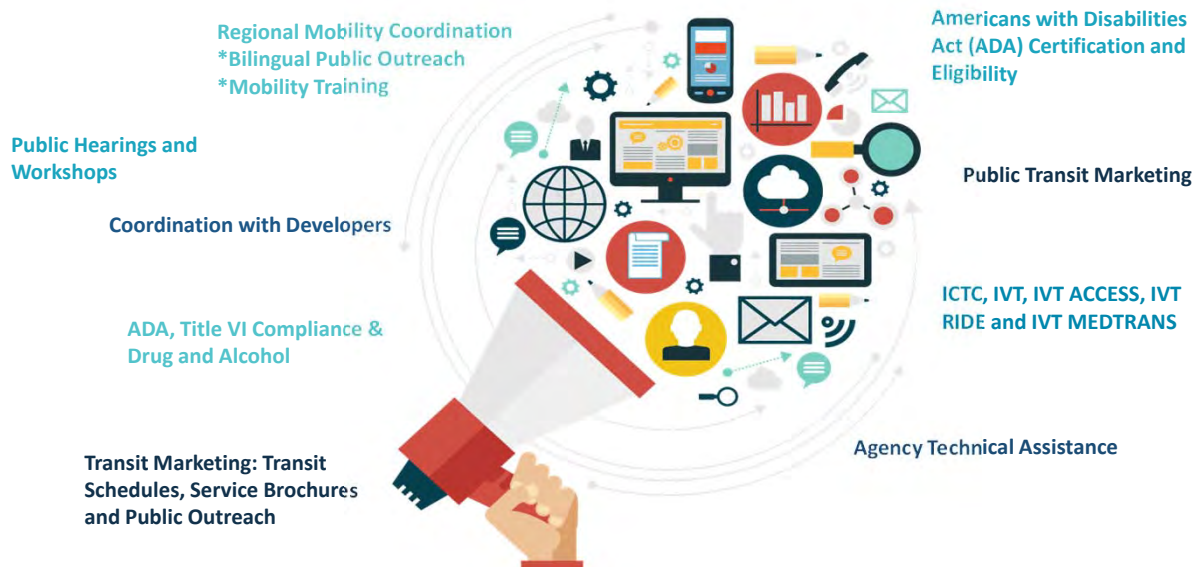 Regional Mobility Coordination
*Bilingual Public Outreach
*Mobility Training
Americans with Disabilities
Act (ADA) Certification and
Eligibility
Public Hearings and
Workshops
Public Transit Marketing
Coordination with Developers
ICTC, IVT, IVT ACCESS, IVT
RIDE and IVT MEDTRANS
ADA, Title VI Compliance &
Drug and Alcohol
Agency Technical Assistance
Transit Marketing: Transit
Schedules, Service Brochures
and Public Outreach